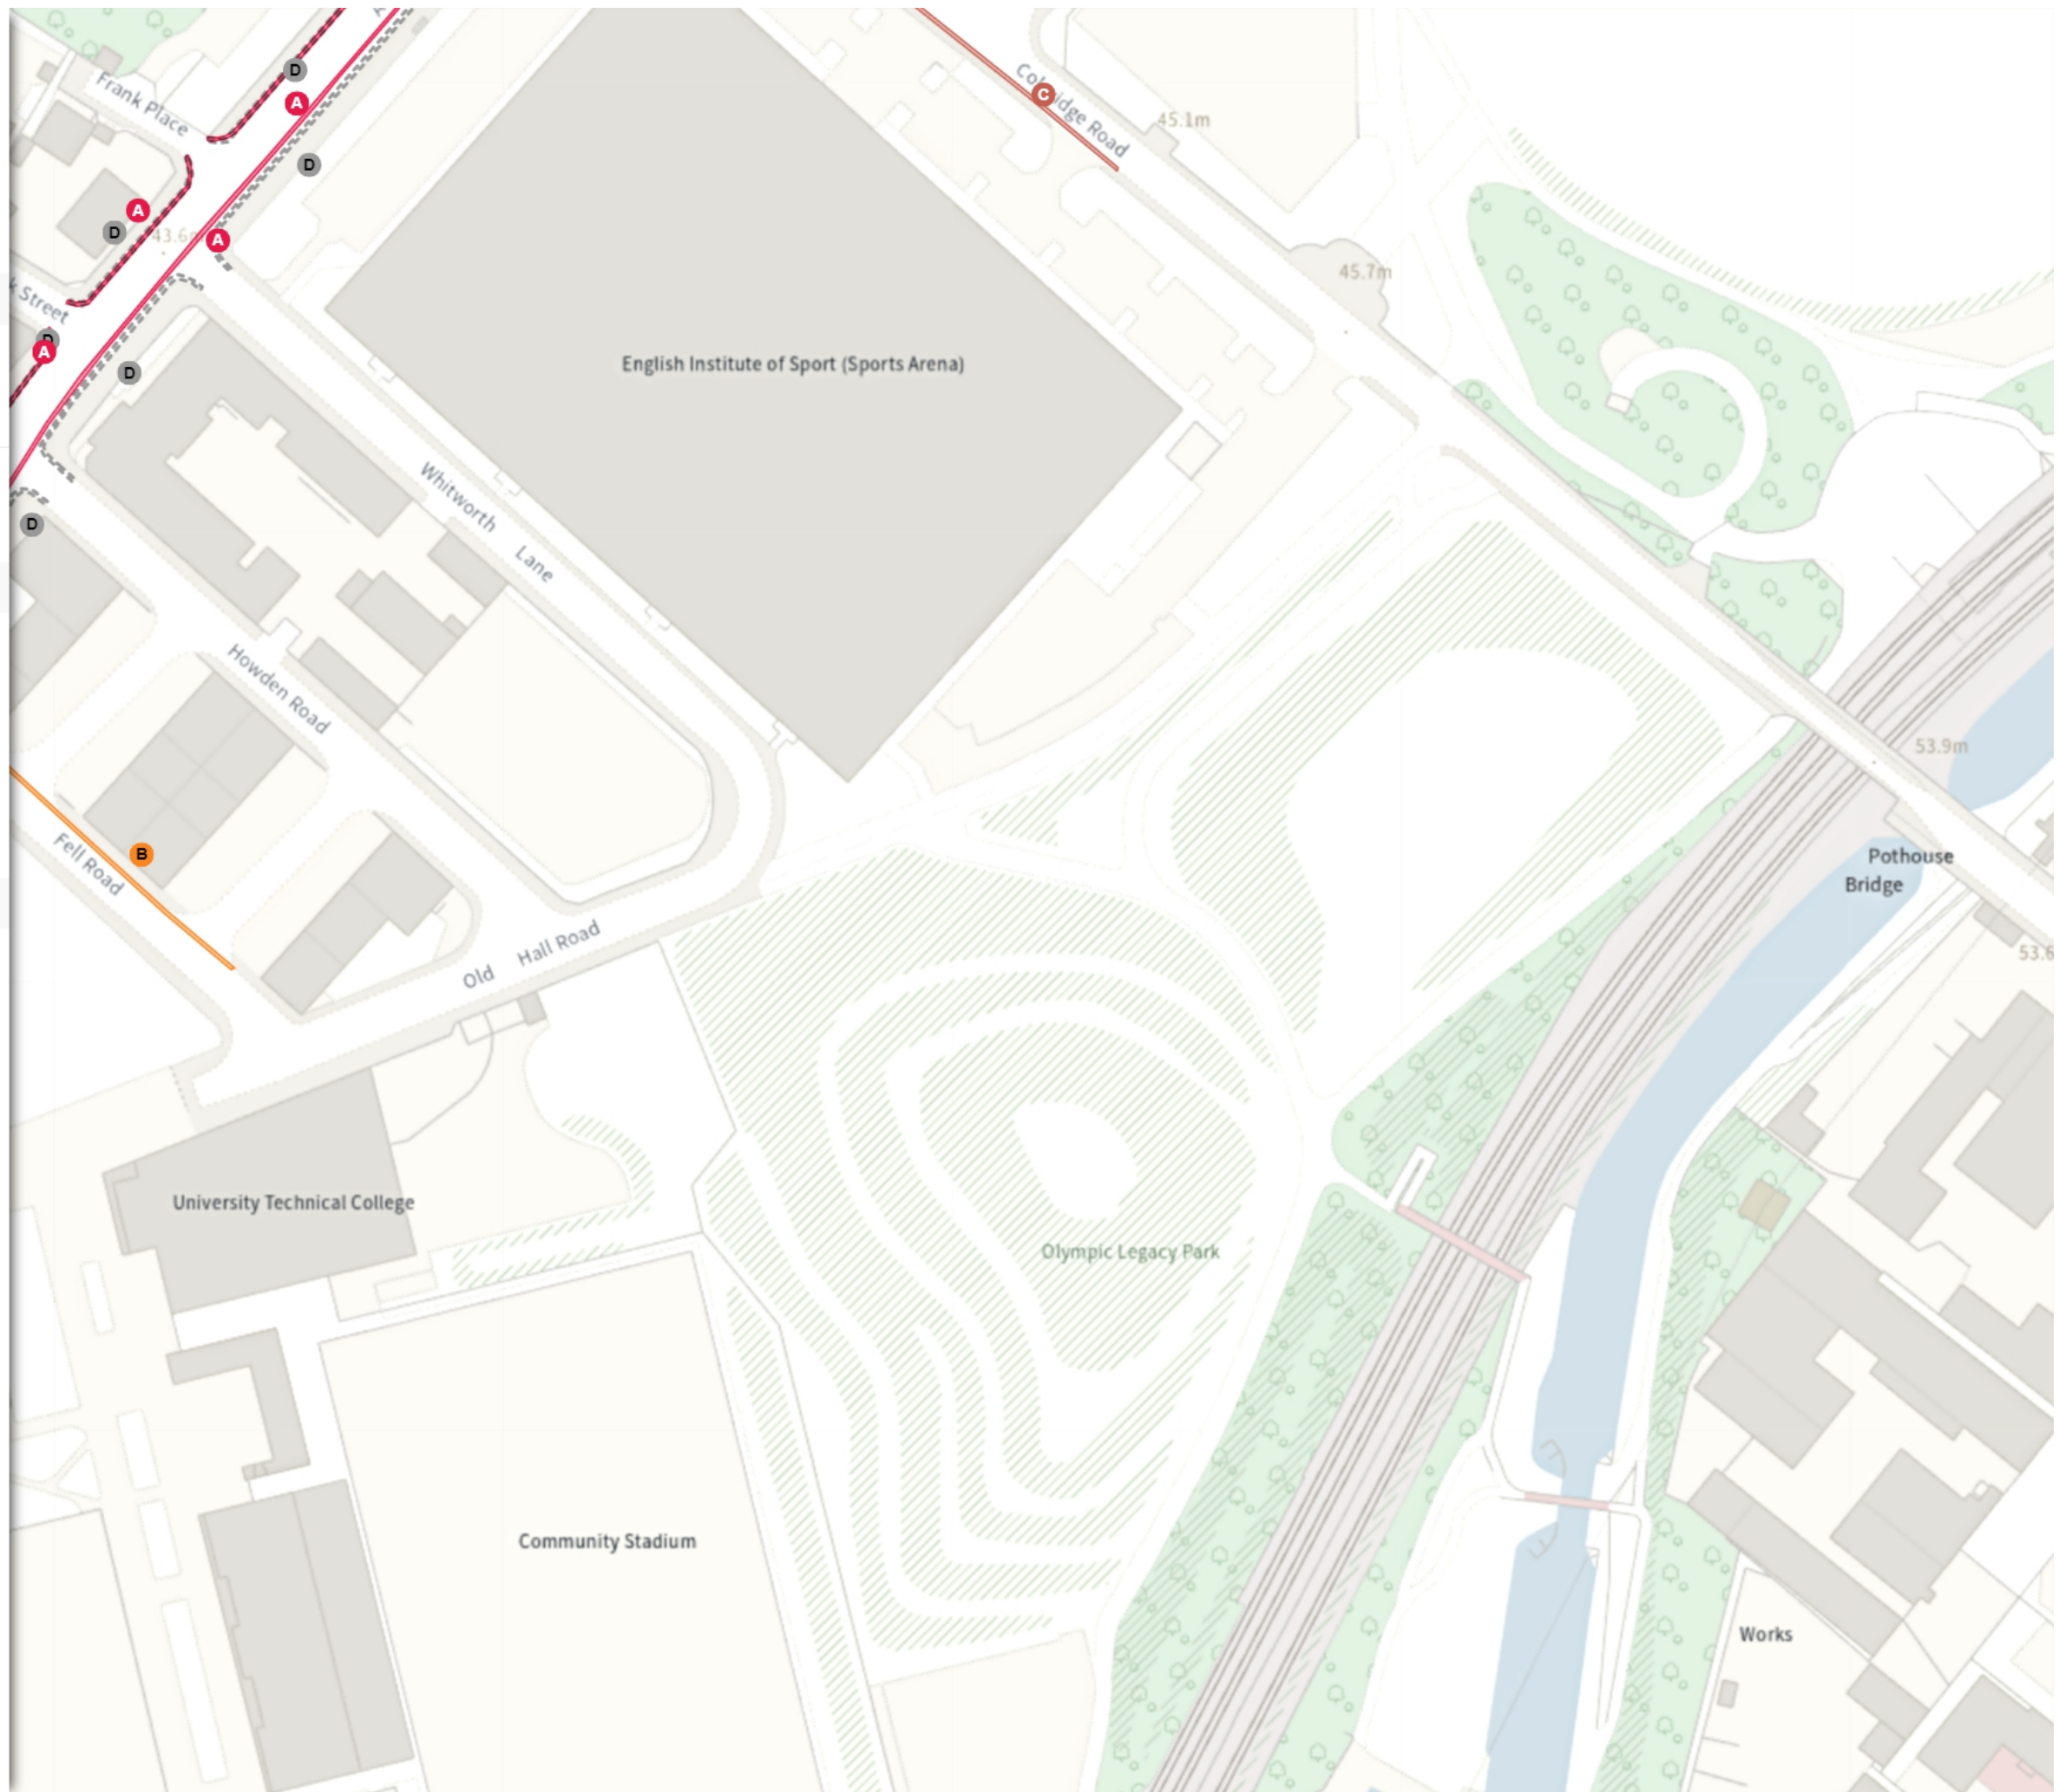 D
A
Frank Place
D
A
D
43.6
A
Street
D
A
D
D
C
Road
45.1m
45.7m
English Institute of Sport (Sports Arena)
Whitworth
Lane
Howden Road
B
Fell Road
Old Hall Road
53.9m
Pothouse
Bridge
53.6
University Technical College
Olympic Legacy Park
Community Stadium
Works